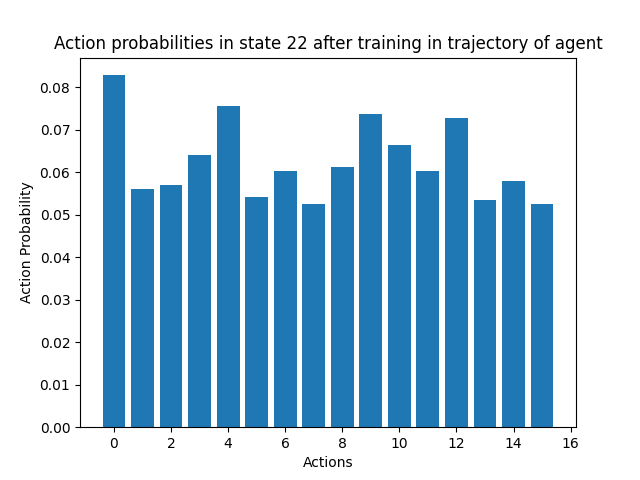 Action probabilities in state 22 after training in trajectory of agent
0.08
0.07
0.06
0.05
0.04
0.03
0.02
0.01
0.00
Action Probability
0 2 4 6 8 10 12 14 16
Actions